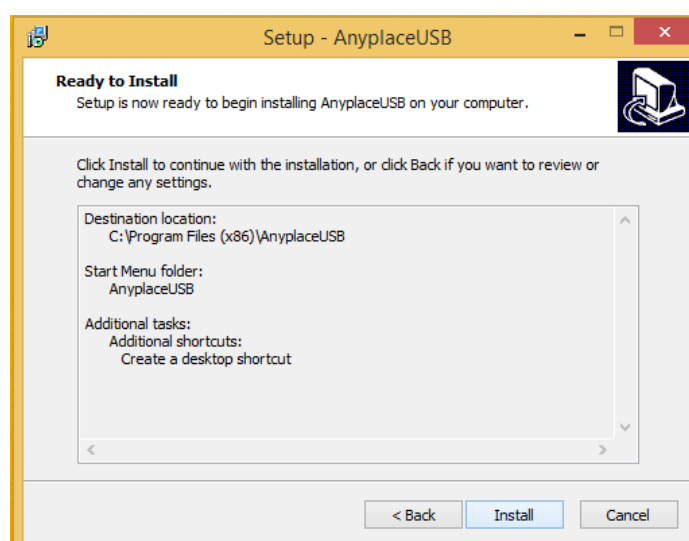 Setup - AnyplaceUSB
Ready to Install
Setup is now ready to begin installing AnyplaceUSB on your computer.
Click Install to continue with the installation, or click Back if you want to review or
change any settings.
Destination location:
C:\Program Files (x86)\AnyplaceUSB
Start Menu folder:
AnyplaceUSB
Additional tasks:
Additional shortcuts:
Create a desktop shortcut
< Back
Install
Cancel